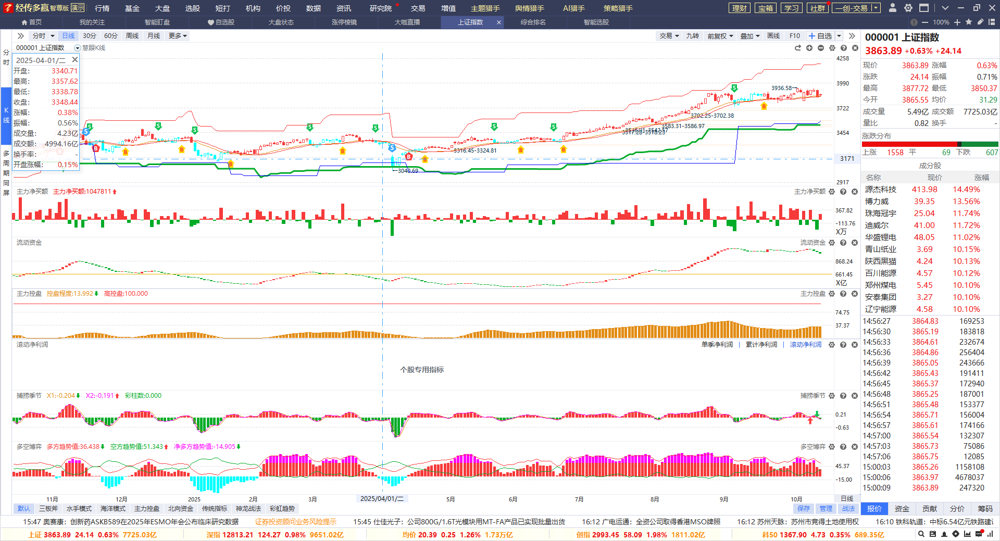 经传多赢 智尊版 演示 行情 基金 大盘 选股 短打 机构 价投 数据 资讯 研究院 交易 增值 主题猎手 舆情猎手 AI猎手 策略猎手 理财 宝箱 学习 社群 一创-交易
首页 我的关注 智能盯盘 自选股 大盘状态 涨停棱镜 大咖直播 上证指数 综合排名 智能选股 100%
分时 日线 30分 60分 周线 月线 更多 交易 九转 前复权 叠加 画线 F10 自选
000001 上证指数 慧眼K线
分时
K线
多周期同屏
2025-04-01/二
开盘: 3340.71
最高: 3357.62
最低: 3338.78
收盘: 3348.44
涨幅: 0.38%
振幅: 0.56%
成交量: 4.23亿
成交额: 4994.16亿
换手率: -
开盘涨幅: 0.15%
4258
3990
3722
3454
3171
2917
3936.58
3702.25-3702.38
3583.31-3586.97
3316.45-3324.81
3040.69
主力净买额 主力净买额:1047811 主力净买额
367.82
-113.76
X万
流动资金 流动资金
868.24
661.45
X亿
主力控盘 控盘程度:13.992 高控盘:100.000 主力控盘
74.75
37.37
滚动净利润 单季净利润 | 累计净利润 | 滚动净利润
个股专用指标
捕捞季节 X1:-0.204 X2:-0.191 彩柱数:0.000 捕捞季节
0.21
-0.63
多空博弈 多方趋势值:36.438 空方趋势值:51.343 净多方趋势值:-14.905 多空博弈
45.37
-15.00
11月 12月 2025 2月 3月 2025/04/01/二 5月 6月 7月 8月 9月 10月 日线
默认 三板斧 水手模式 海洋模式 主力控盘 北向资金 传统指标 神龙战法 彩虹趋势 保存 管理 战法
000001 上证指数
3863.89 +0.63% +24.14
现价 3863.89 涨幅 0.63%
涨跌 24.14 振幅 0.71%
最高 3877.72 最低 3850.37
今开 3865.55 均价 31.29
成交量 5.49亿 成交额 7725.03亿
量比 0.82 换手 -
涨跌分布
上涨 1558 平 69 下跌 607
成分股
名称 现价 涨幅
源杰科技 413.98 14.49%
博力威 39.35 13.56%
珠海冠宇 25.04 11.74%
迪威尔 41.00 11.72%
华盛锂电 48.05 11.02%
青山纸业 3.69 10.15%
陕西黑猫 4.24 10.13%
百川能源 4.57 10.12%
郑州煤电 5.45 10.10%
安泰集团 3.27 10.10%
辽宁能源 4.58 10.10%
14:56:27 3864.83 169253
14:56:30 3865.19 183818
14:56:33 3864.61 232674
14:56:36 3864.86 256404
14:56:39 3865.05 243666
14:56:42 3865.43 191411
14:56:45 3865.37 172940
14:56:48 3865.25 187001
14:56:51 3865.48 153377
14:56:54 3865.71 156004
14:56:57 3865.61 174166
14:57:00 3865.54 132307
14:57:03 3865.73 75086
14:57:06 3865.75 12085
15:00:03 3865.26 1158108
15:00:06 3863.97 4678037
15:00:09 3863.89 247320
报价 资金 贡献 分价 筹码
15:47 奥赛康：创新药ASKB589在2025年ESMO年会公布临床研究数据 证券投资顾问业务风险提示 15:45 仕佳光子：公司800G/1.6T光模块用MT-FA产品已实现批量出货 16:12 广电运通：全资公司取得香港MSO牌照 16:12 苏州天脉：苏州市竞得土地使用权 16:10 铁科轨道：中标6.54亿元铁路建设
上证 3863.89 24.14 0.63% 7725.03亿 深指 12813.21 124.27 0.98% 9651.02亿 均价 20.39 0.25 1.26% 1.73万亿 创指 2993.45 58.09 1.98% 1811.02亿 科50 1367.90 4.73 0.35% 689.35亿